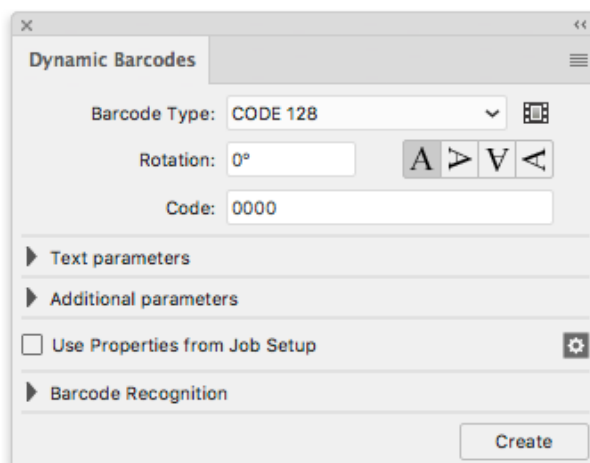 Dynamic Barcodes
Barcode Type: CODE 128
Rotation: 0° A A A A
Code: 0000
Text parameters
Additional parameters
Use Properties from Job Setup
Barcode Recognition
Create